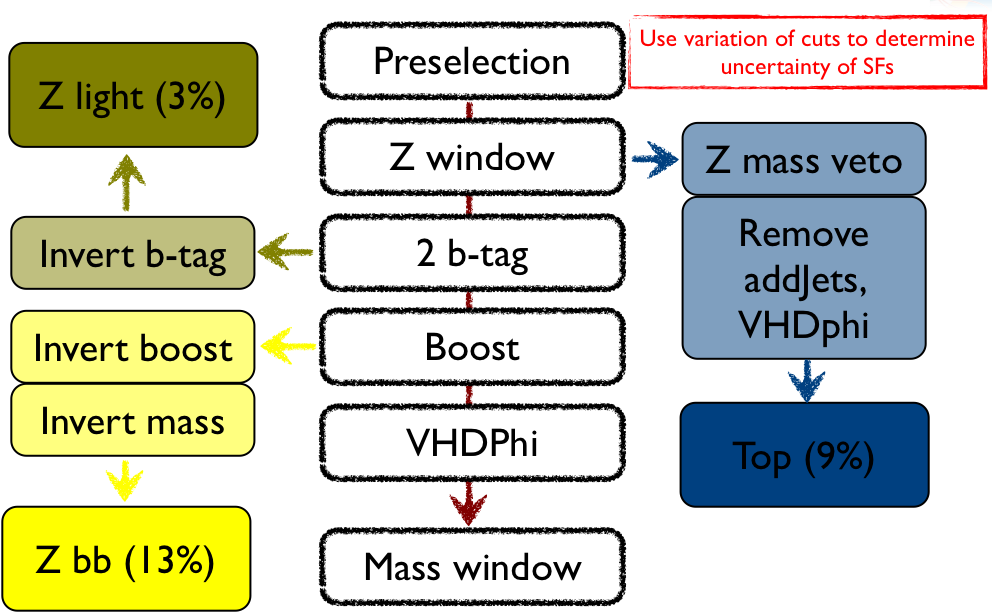 Preselection
Use variation of cuts to determine
uncertainty of SFs
Z light (3%)
Z window
Z mass veto
Invert b-tag
2 b-tag
Remove
addJets,
VHDphi
Invert boost
Boost
Invert mass
VHDPhi
Top (9%)
Z bb (13%)
Mass window